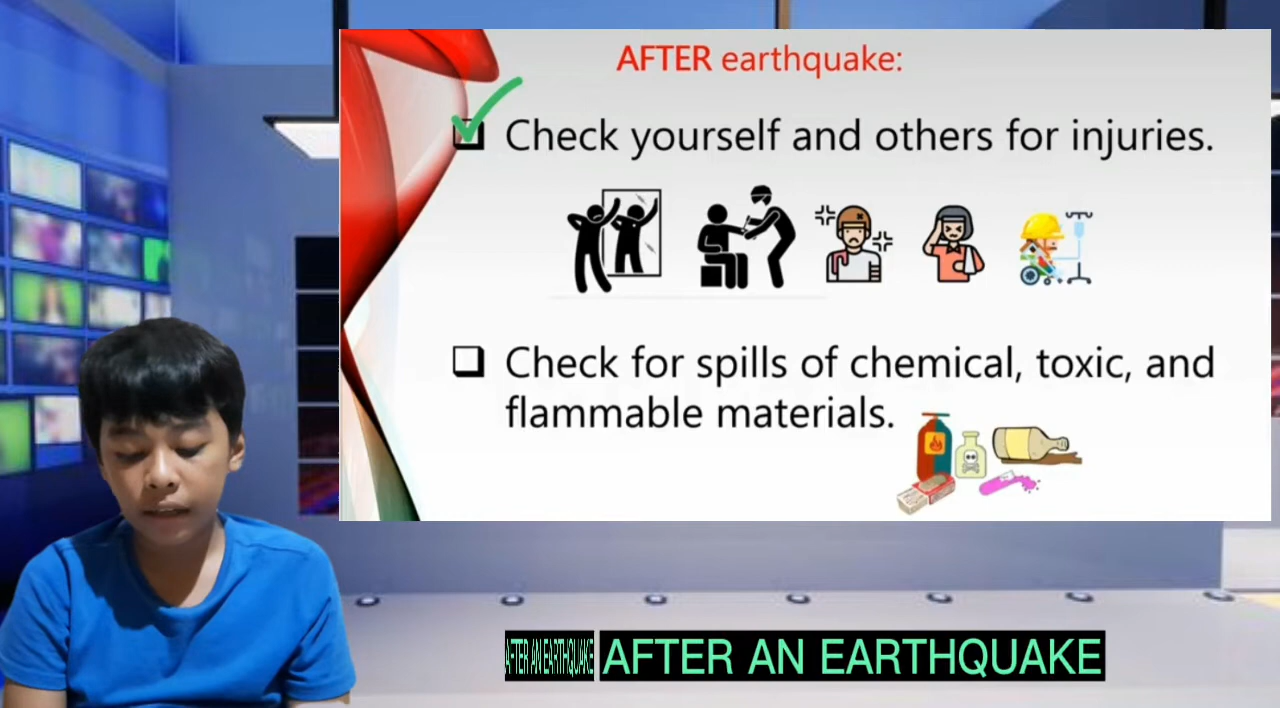 AFTER earthquake:
Check yourself and others for injuries.
Check for spills of chemical, toxic, and
flammable materials.
AFTER AN EARTHQUAKE AFTER AN EARTHQUAKE